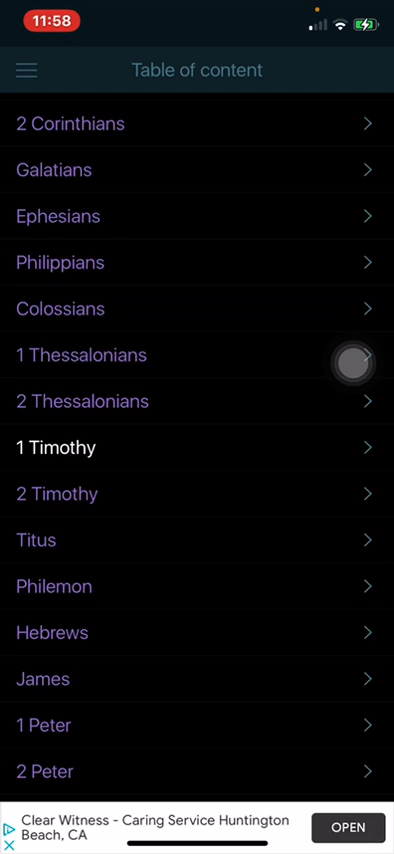 11:58
Table of content
2 Corinthians
Galatians
Ephesians
Philippians
Colossians
1 Thessalonians
2 Thessalonians
1 Timothy
2 Timothy
Titus
Philemon
Hebrews
James
1 Peter
2 Peter
Clear Witness - Caring Service Huntington
Beach, CA
OPEN